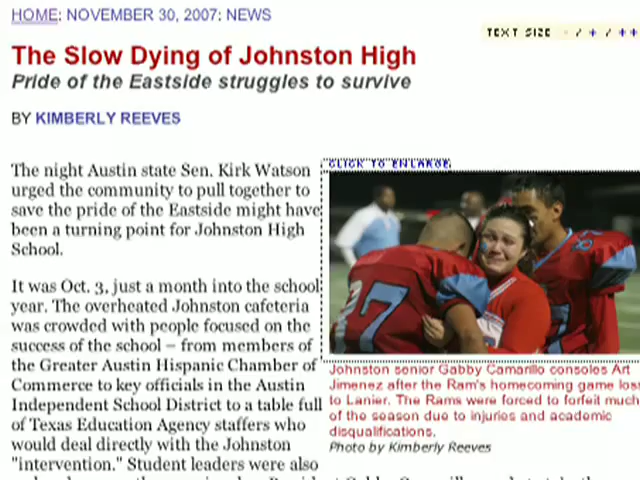 HOME: NOVEMBER 30, 2007: NEWS
TEXT SIZE - / + / ++
The Slow Dying of Johnston High
Pride of the Eastside struggles to survive
BY KIMBERLY REEVES
The night Austin state Sen. Kirk Watson
urged the community to pull together to
save the pride of the Eastside might have
been a turning point for Johnston High
School.
It was Oct. 3, just a month into the school
year. The overheated Johnston cafeteria
was crowded with people focused on the
success of the school – from members of
the Greater Austin Hispanic Chamber of
Commerce to key officials in the Austin
Independent School District to a table full
of Texas Education Agency staffers who
would deal directly with the Johnston
"intervention." Student leaders were also
CLICK TO ENLARGE
Johnston senior Gabby Camarillo consoles Art
Jimenez after the Ram's homecoming game loss
to Lanier. The Rams were forced to forfeit much
of the season due to injuries and academic
disqualifications.
Photo by Kimberly Reeves